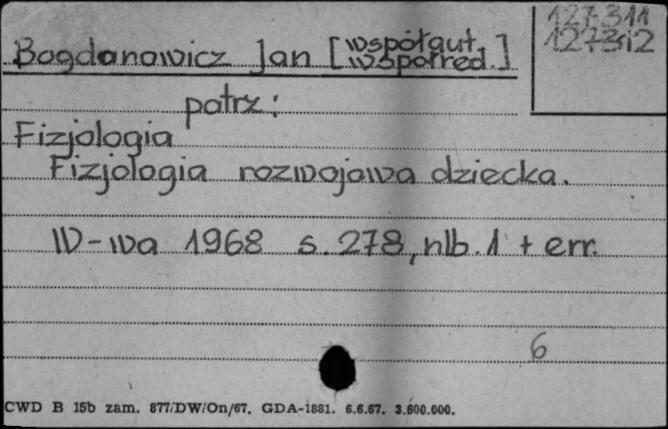 127311
127312
Bogdanowicz Jan [współaut. wspołred.]
patrz:
Fizjologia
Fizjologia rozwojowa dziecka.
W-wa 1968 s. 278, nlb. 1 + err.
6
CWD B 15b zam. 877/DW/On/67. GDA-1881. 6.6.67. 3.600.000.